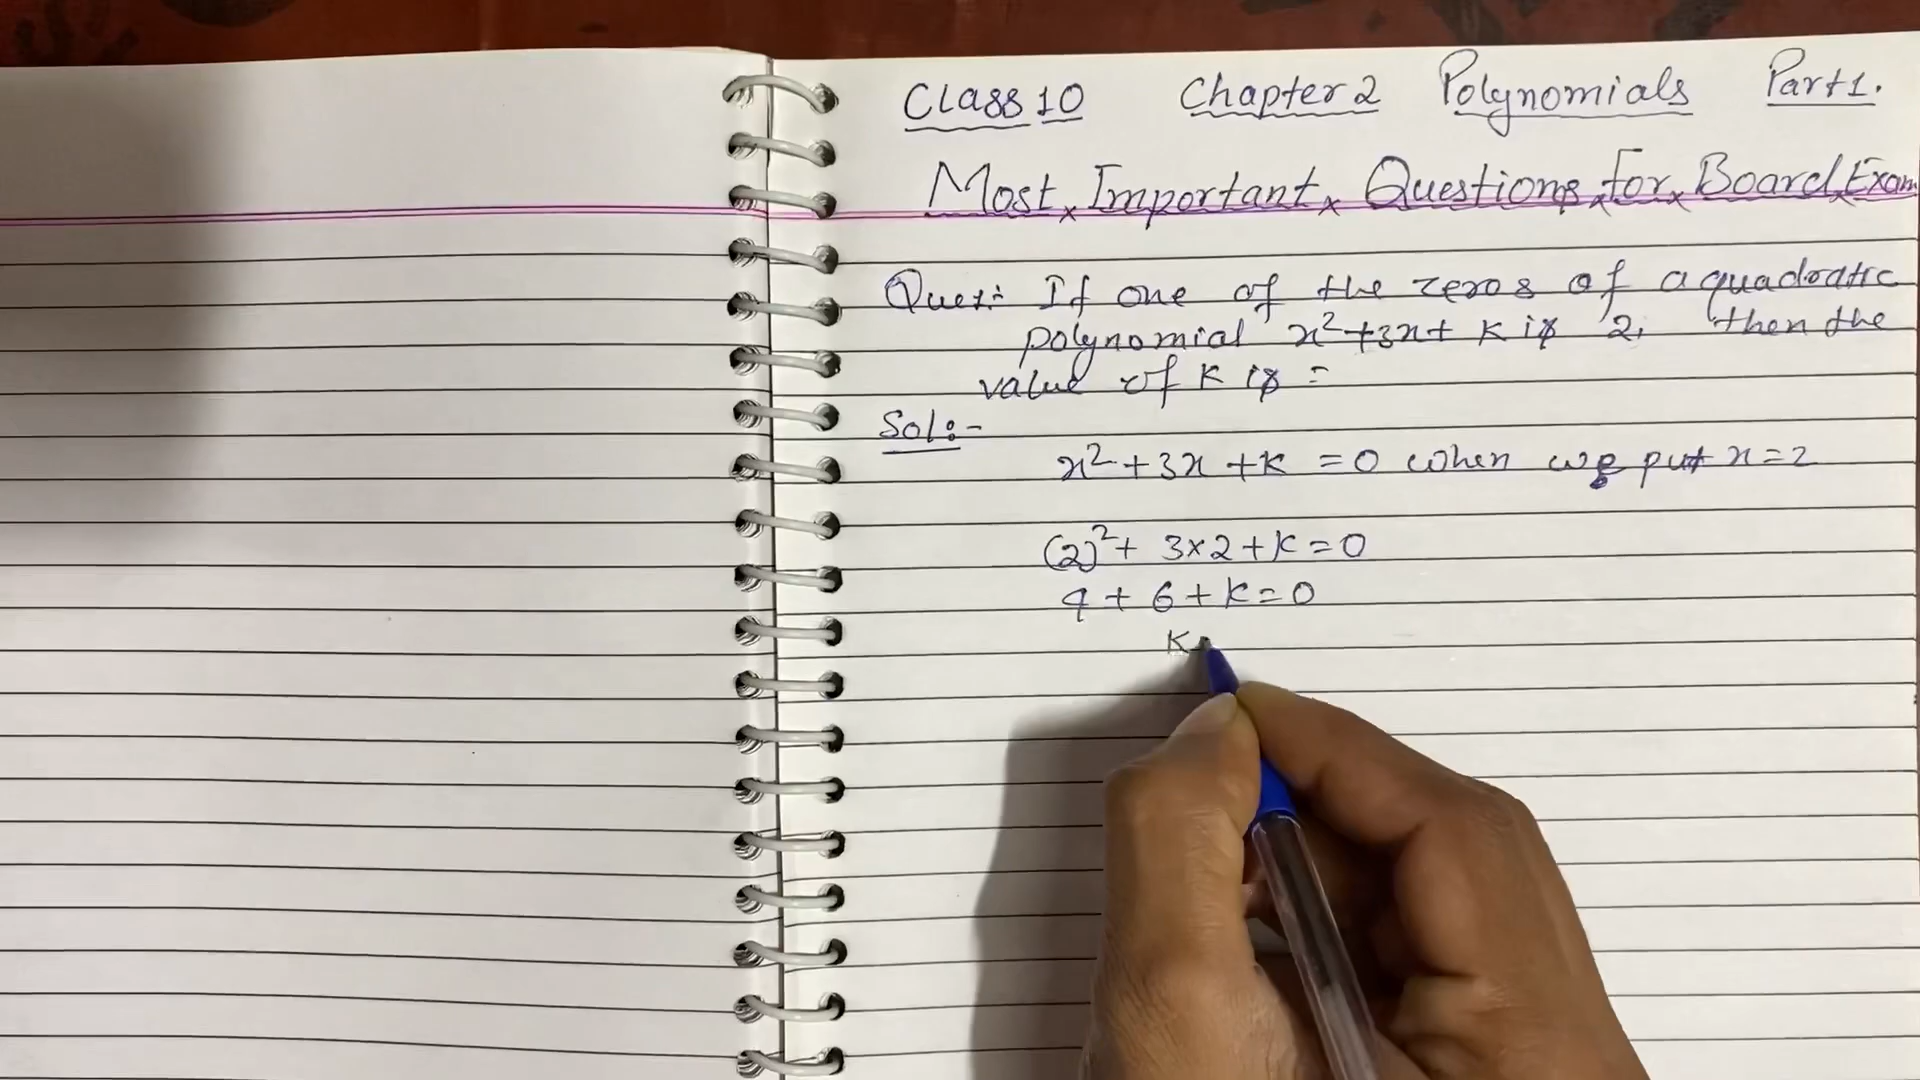 Class 10 Chapter 2 Polynomials Part 1.
Most Important Questions for Board Exam
Ques:- If one of the zeros of a quadratic
polynomial x²+3x+ K is 2, then the
value of K is =
Sol:-
x² + 3x + K = 0 when we put x = 2
(2)² + 3×2 + K = 0
4 + 6 + K = 0
K